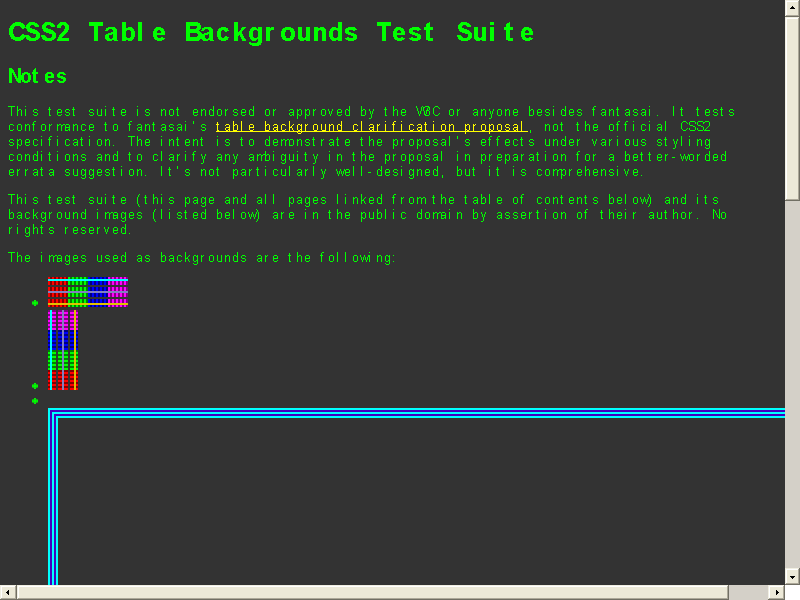 CSS2 Table Backgrounds Test Suite
Notes
This test suite is not endorsed or approved by the W3C or anyone besides fantasai. It tests
conformance to fantasai's table background clarification proposal, not the official CSS2
specification. The intent is to demonstrate the proposal's effects under various styling
conditions and to clarify any ambiguity in the proposal in preparation for a better-worded
errata suggestion. It's not particularly well-designed, but it is comprehensive.
This test suite (this page and all pages linked from the table of contents below) and its
background images (listed below) are in the public domain by assertion of their author. No
rights reserved.
The images used as backgrounds are the following: